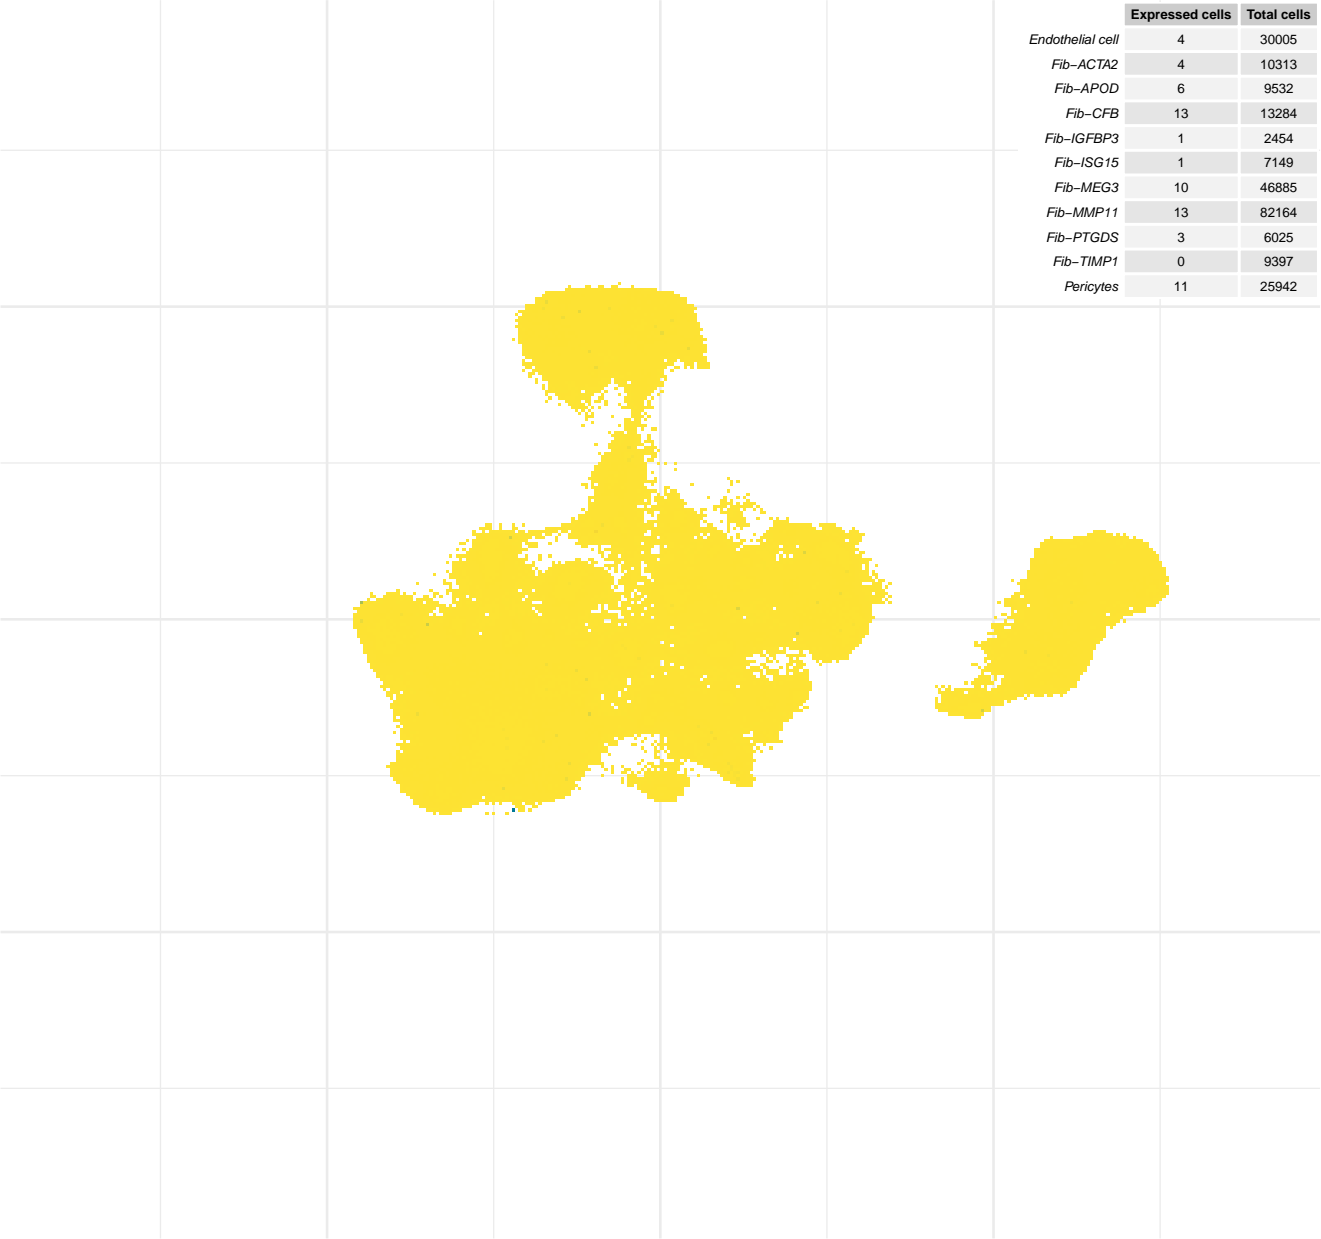 Expressed cells Total cells
Endothelial cell 4 30005
Fib−ACTA2 4 10313
Fib−APOD 6 9532
Fib−CFB 13 13284
Fib−IGFBP3 1 2454
Fib−ISG15 1 7149
Fib−MEG3 10 46885
Fib−MMP11 13 82164
Fib−PTGDS 3 6025
Fib−TIMP1 0 9397
Pericytes 11 25942